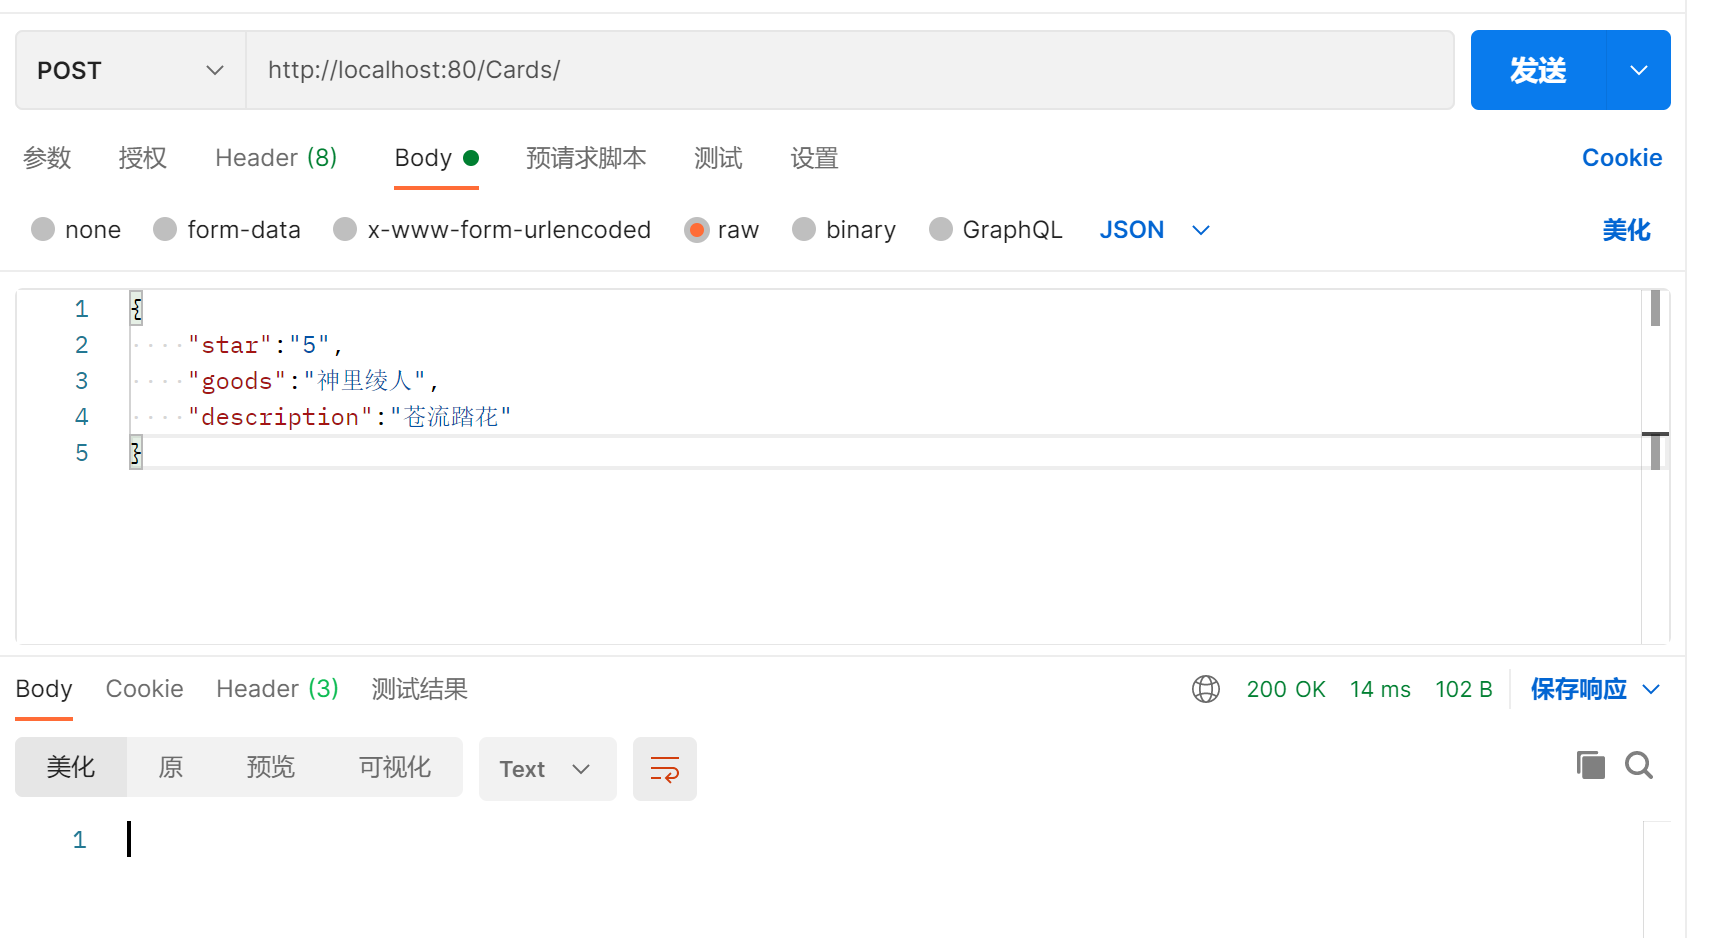 POST http://localhost:80/Cards/ 发送
参数 授权 Header (8) Body 预请求脚本 测试 设置 Cookie
none form-data x-www-form-urlencoded raw binary GraphQL JSON 美化
1 {
2 "star":"5",
3 "goods":"神里绫人",
4 "description":"苍流踏花"
5 }
Body Cookie Header (3) 测试结果 200 OK 14 ms 102 B 保存响应
美化 原 预览 可视化 Text
1